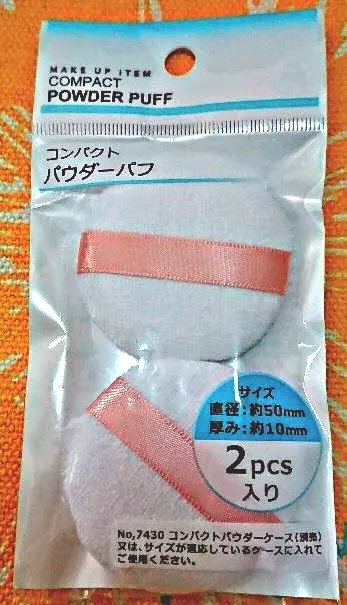 MAKE UP ITEM
COMPACT
POWDER PUFF
コンパクト
パウダーパフ
サイズ
直径:約50mm
厚み:約10mm
2pcs
入り
No,7430 コンパクトパウダーケース(別売)
又は、サイズが適応しているケースに入れて
ご使用ください。